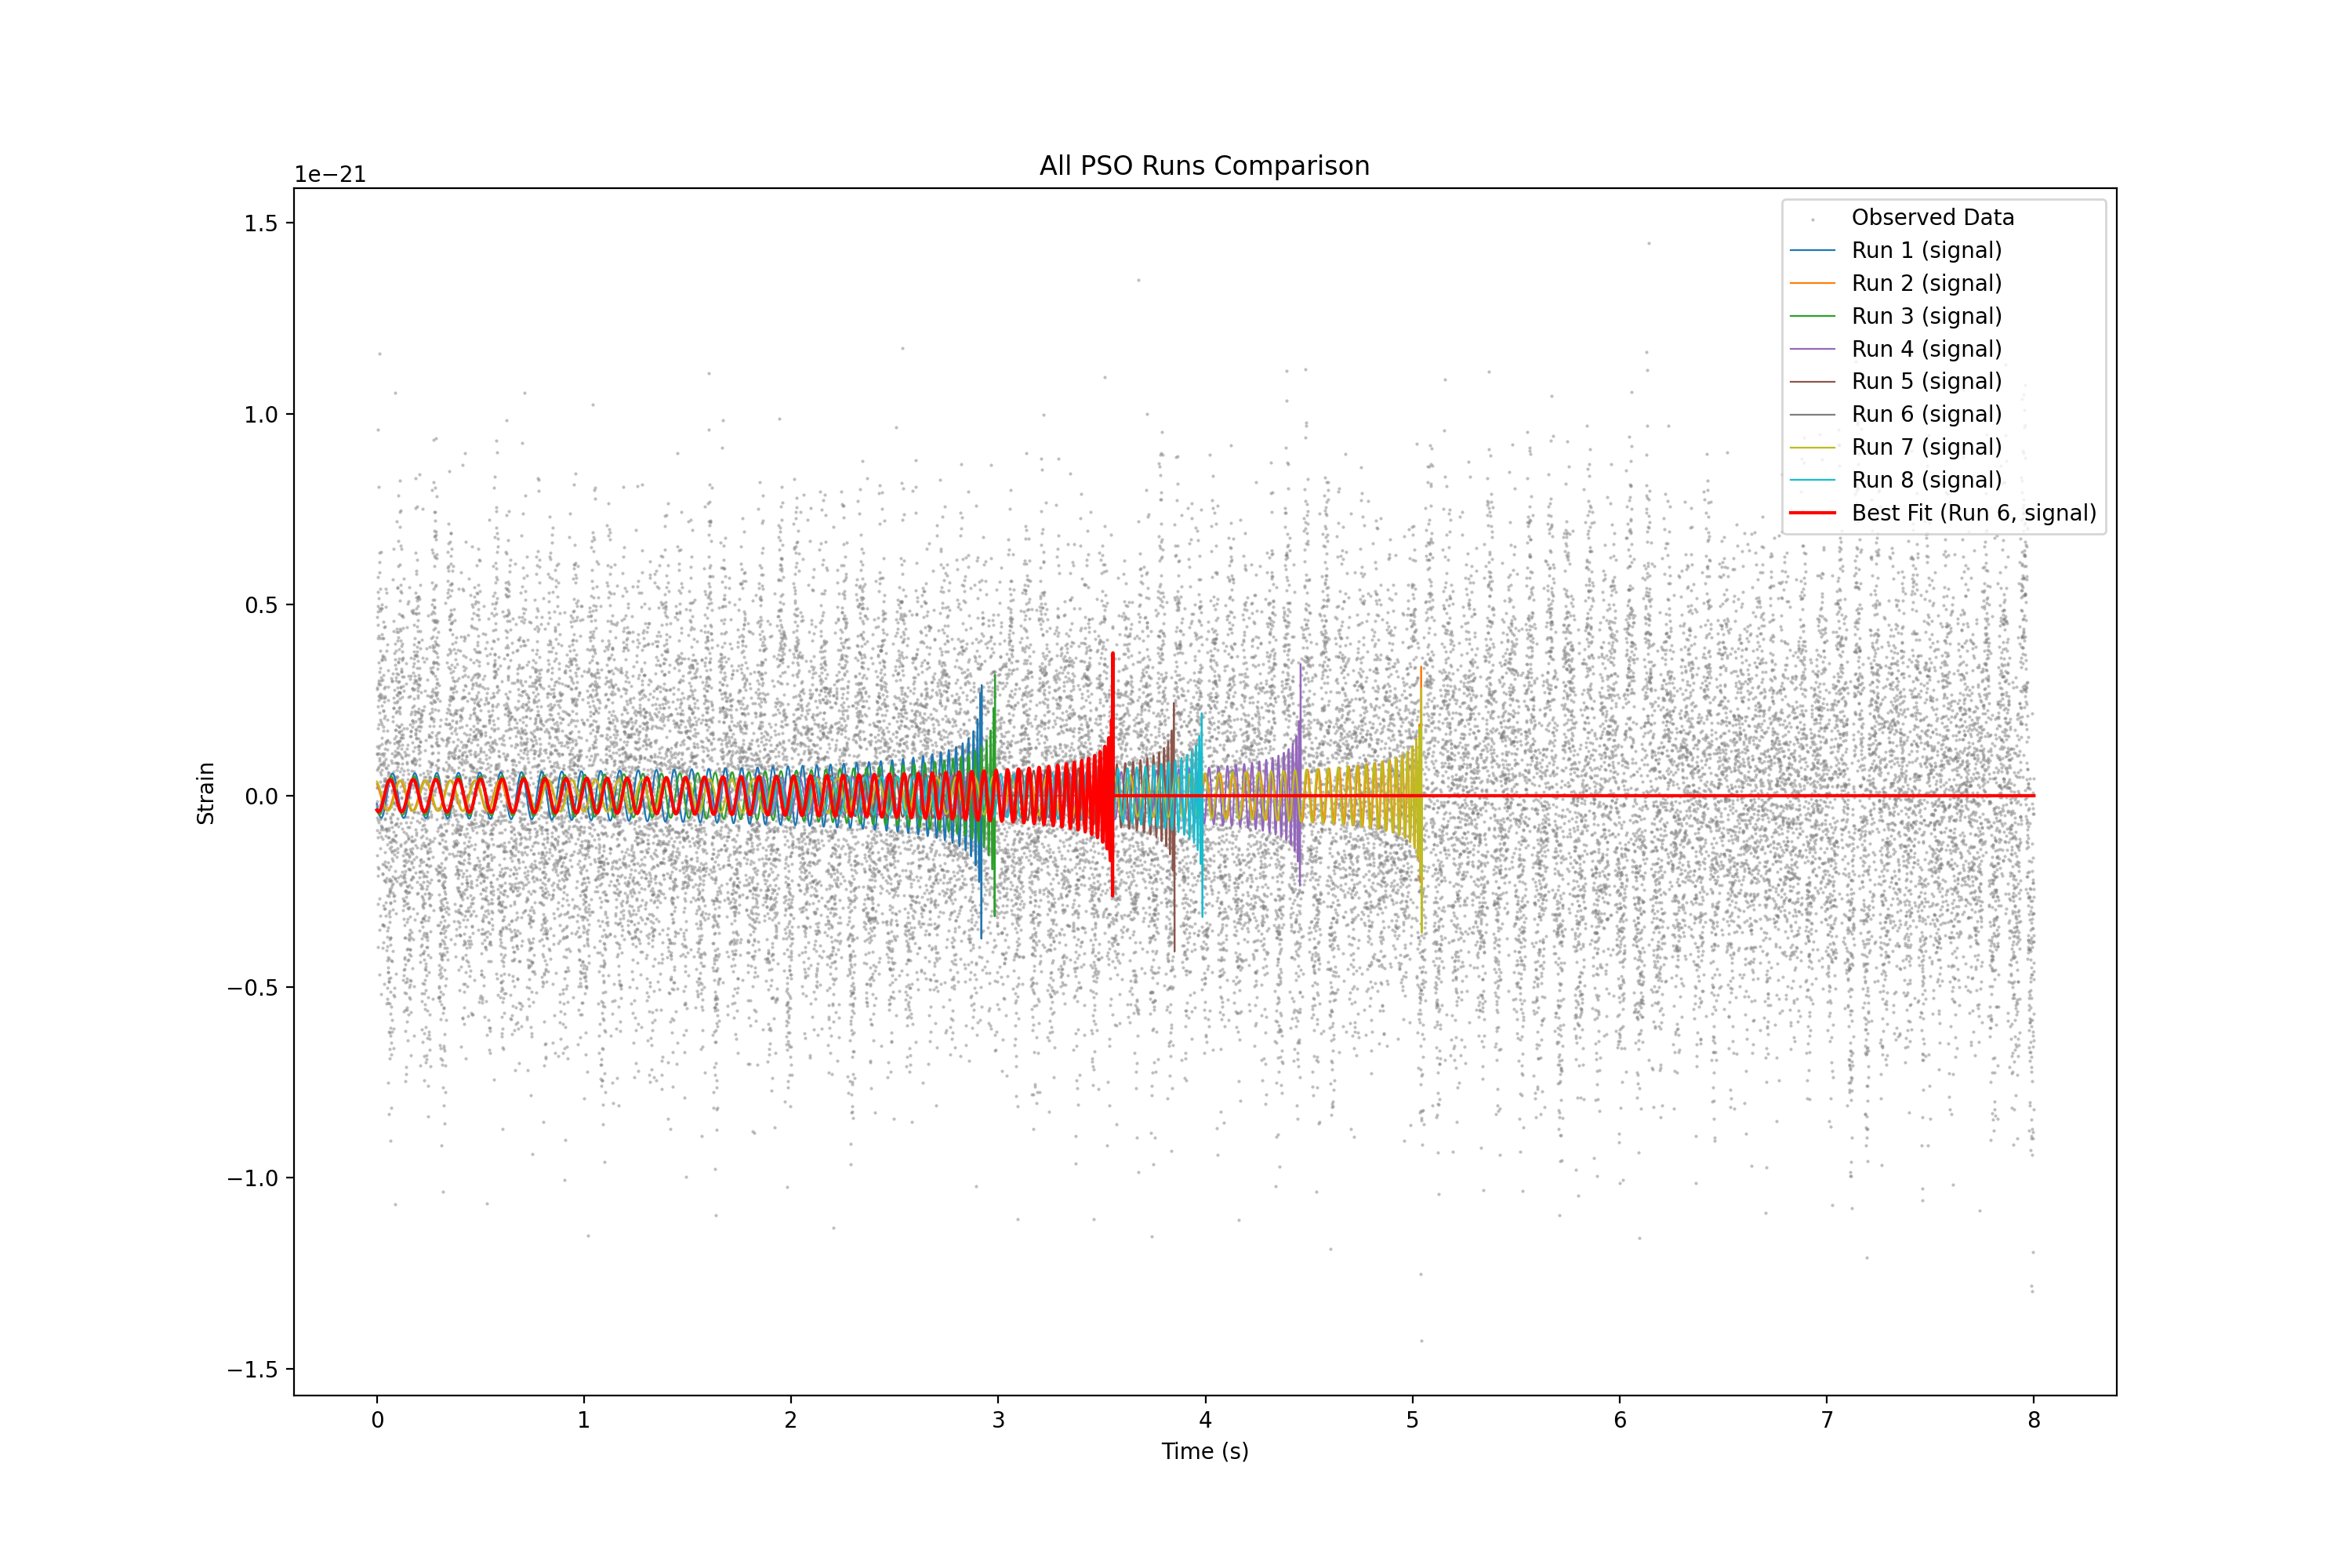 All PSO Runs Comparison
1e−21
1.5
1.0
0.5
0.0
−0.5
−1.0
−1.5
Strain
0 1 2 3 4 5 6 7 8
Time (s)
Observed Data
Run 1 (signal)
Run 2 (signal)
Run 3 (signal)
Run 4 (signal)
Run 5 (signal)
Run 6 (signal)
Run 7 (signal)
Run 8 (signal)
Best Fit (Run 6, signal)